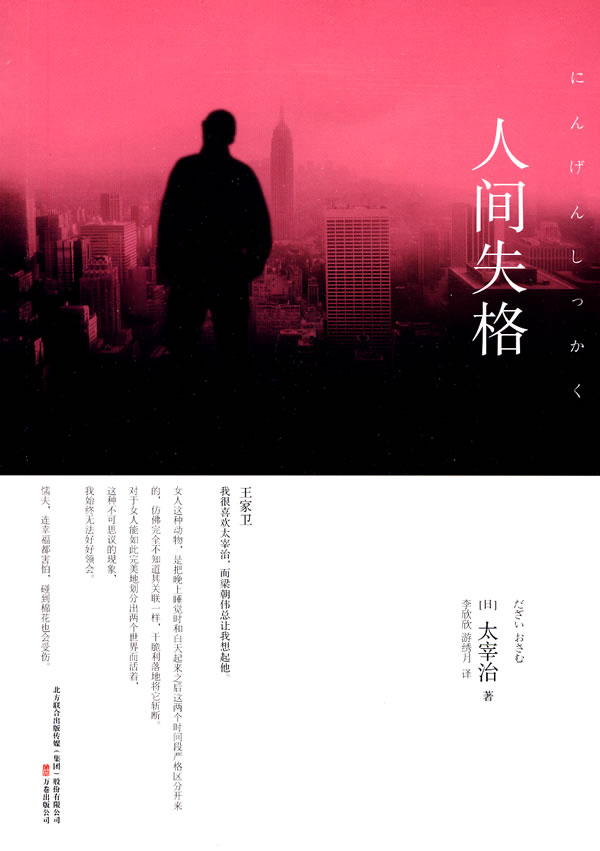 にんげんしっかく
人间失格
だざい おさむ
[日] 太宰治 著
李欣欣 游绣月 译
王家卫
我很喜欢太宰治，而梁朝伟总让我想起他。
女人这种动物，是把晚上睡觉时和白天起来之后这两个时间段严格区分开来
的，仿佛完全不知道其关联一样，干脆利落地将它斩断。
对于女人能如此完美地划分出两个世界而活着，
这种不可思议的现象，
我始终无法好好领会。
懦夫，连幸福都害怕，碰到棉花也会受伤。
北方联合出版传媒（集团）股份有限公司
万卷出版公司